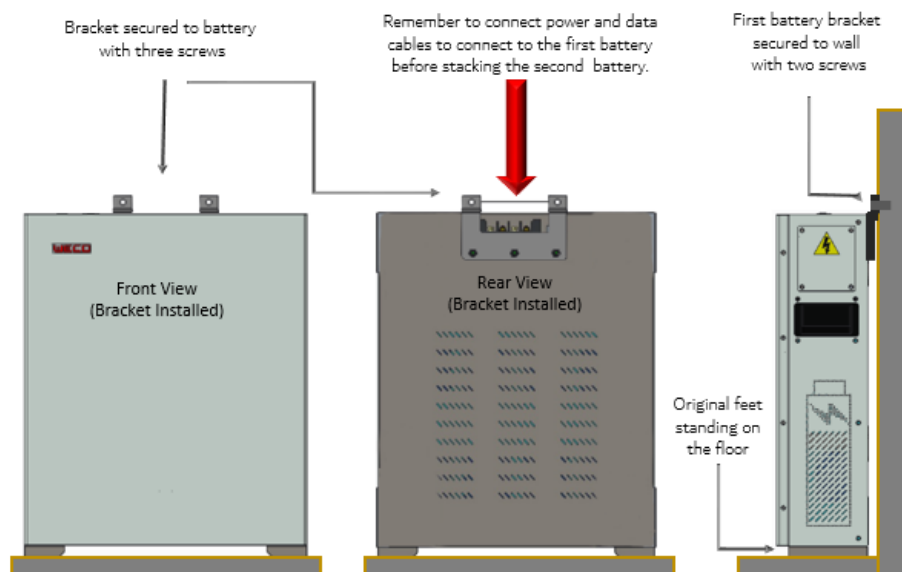 Bracket secured to battery
with three screws
Remember to connect power and data
cables to connect to the first battery
before stacking the second battery.
First battery bracket
secured to wall
with two screws
WECO
Front View
(Bracket Installed)
Rear View
(Bracket Installed)
Original feet
standing on
the floor